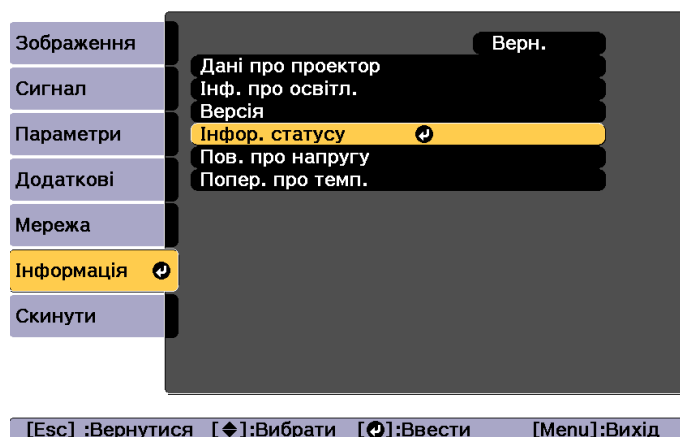 Зображення
Сигнал
Параметри
Додаткові
Мережа
Інформація
Скинути
Верн.
Дані про проектор
Інф. про освітл.
Версія
Інфор. статусу
Пов. про напругу
Попер. про темп.
[Esc] :Вернутися [◆]:Вибрати [↵]:Ввести [Menu]:Вихід